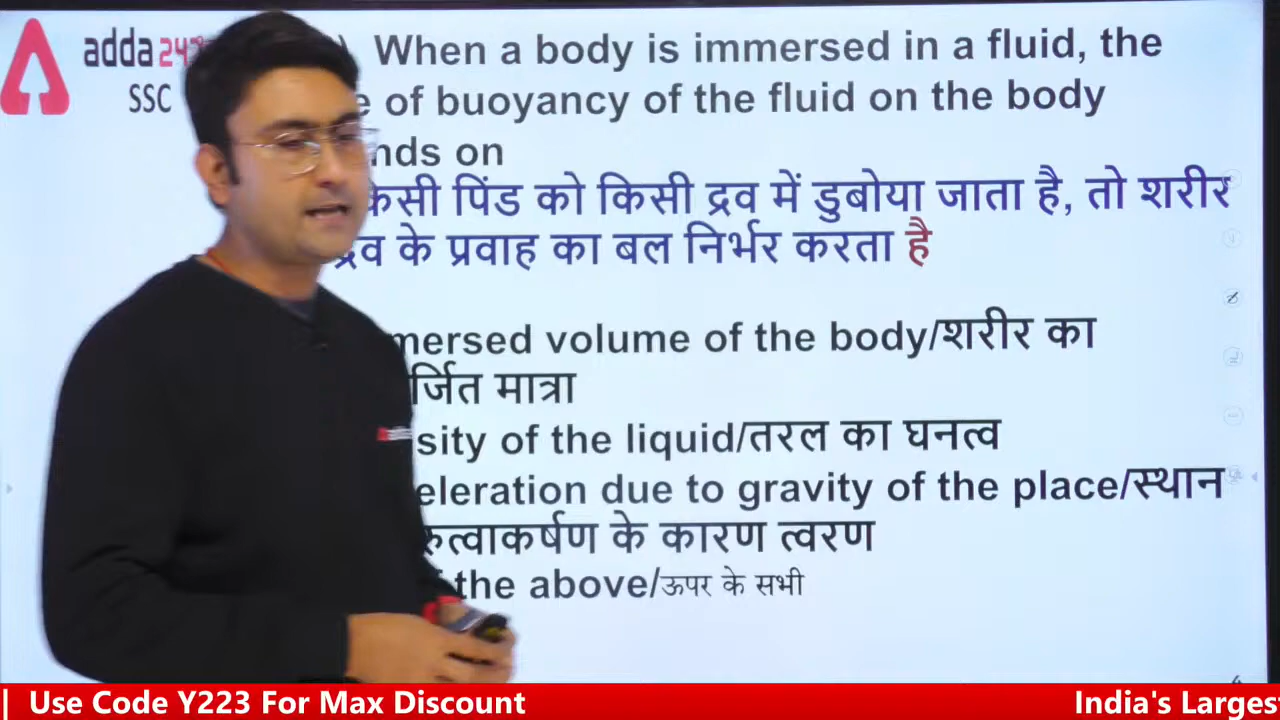 adda 247
SSC
When a body is immersed in a fluid, the
e of buoyancy of the fluid on the body
nds on
केसी पिंड को किसी द्रव में डुबोया जाता है, तो शरीर
द्रव के प्रवाह का बल निर्भर करता है
mersed volume of the body/शरीर का
र्जित मात्रा
sity of the liquid/तरल का घनत्व
eleration due to gravity of the place/स्थान
रुत्वाकर्षण के कारण त्वरण
the above/ऊपर के सभी
| Use Code Y223 For Max Discount
India's Larges